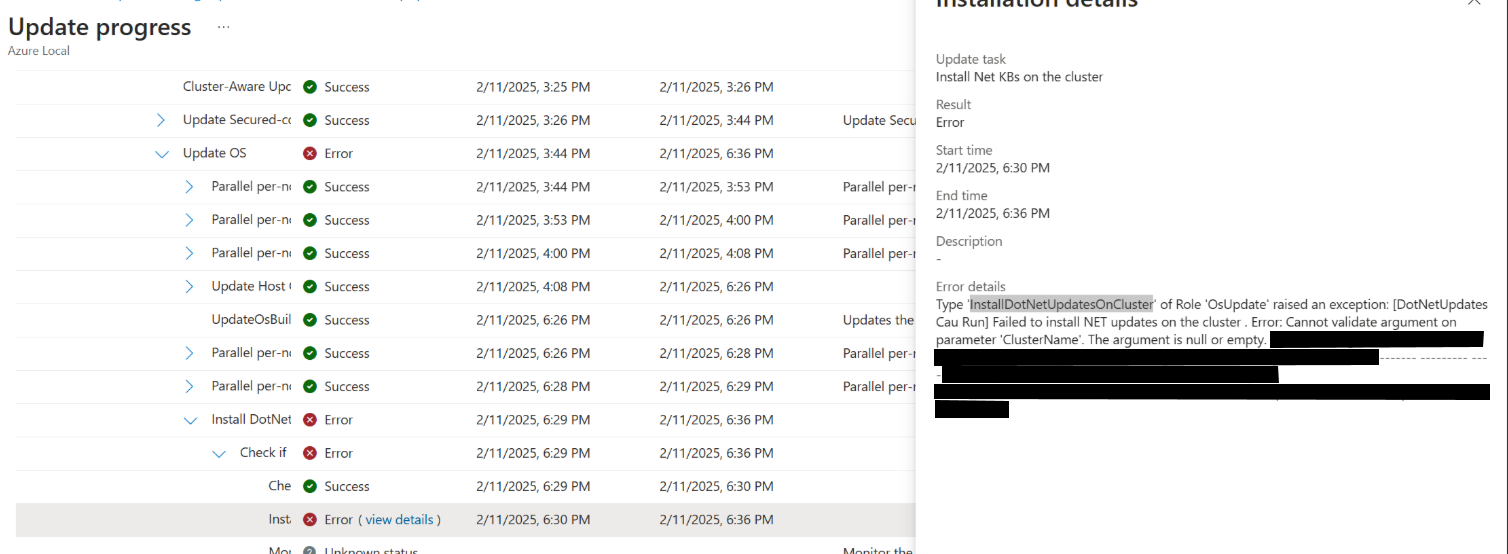 Update progress ...
Azure Local
Cluster-Aware Upc Success 2/11/2025, 3:25 PM 2/11/2025, 3:26 PM
Update Secured-cc Success 2/11/2025, 3:26 PM 2/11/2025, 3:44 PM Update Secu
Update OS Error 2/11/2025, 3:44 PM 2/11/2025, 6:36 PM
Parallel per-nc Success 2/11/2025, 3:44 PM 2/11/2025, 3:53 PM Parallel per-r
Parallel per-nc Success 2/11/2025, 3:53 PM 2/11/2025, 4:00 PM Parallel per-r
Parallel per-nc Success 2/11/2025, 4:00 PM 2/11/2025, 4:08 PM Parallel per-r
Update Host ( Success 2/11/2025, 4:08 PM 2/11/2025, 6:26 PM
UpdateOsBuil Success 2/11/2025, 6:26 PM 2/11/2025, 6:26 PM Updates the
Parallel per-nc Success 2/11/2025, 6:26 PM 2/11/2025, 6:28 PM Parallel per-r
Parallel per-nc Success 2/11/2025, 6:28 PM 2/11/2025, 6:29 PM Parallel per-r
Install DotNet Error 2/11/2025, 6:29 PM 2/11/2025, 6:36 PM
Check if Error 2/11/2025, 6:29 PM 2/11/2025, 6:36 PM
Che Success 2/11/2025, 6:29 PM 2/11/2025, 6:30 PM
Insta Error ( view details ) 2/11/2025, 6:30 PM 2/11/2025, 6:36 PM
Unknown status Monitor the
Installation details
Update task
Install Net KBs on the cluster
Result
Error
Start time
2/11/2025, 6:30 PM
End time
2/11/2025, 6:36 PM
Description
-
Error details
Type 'InstallDotNetUpdatesOnCluster' of Role 'OsUpdate' raised an exception: [DotNetUpdates
Cau Run] Failed to install NET updates on the cluster . Error: Cannot validate argument on
parameter 'ClusterName'. The argument is null or empty.